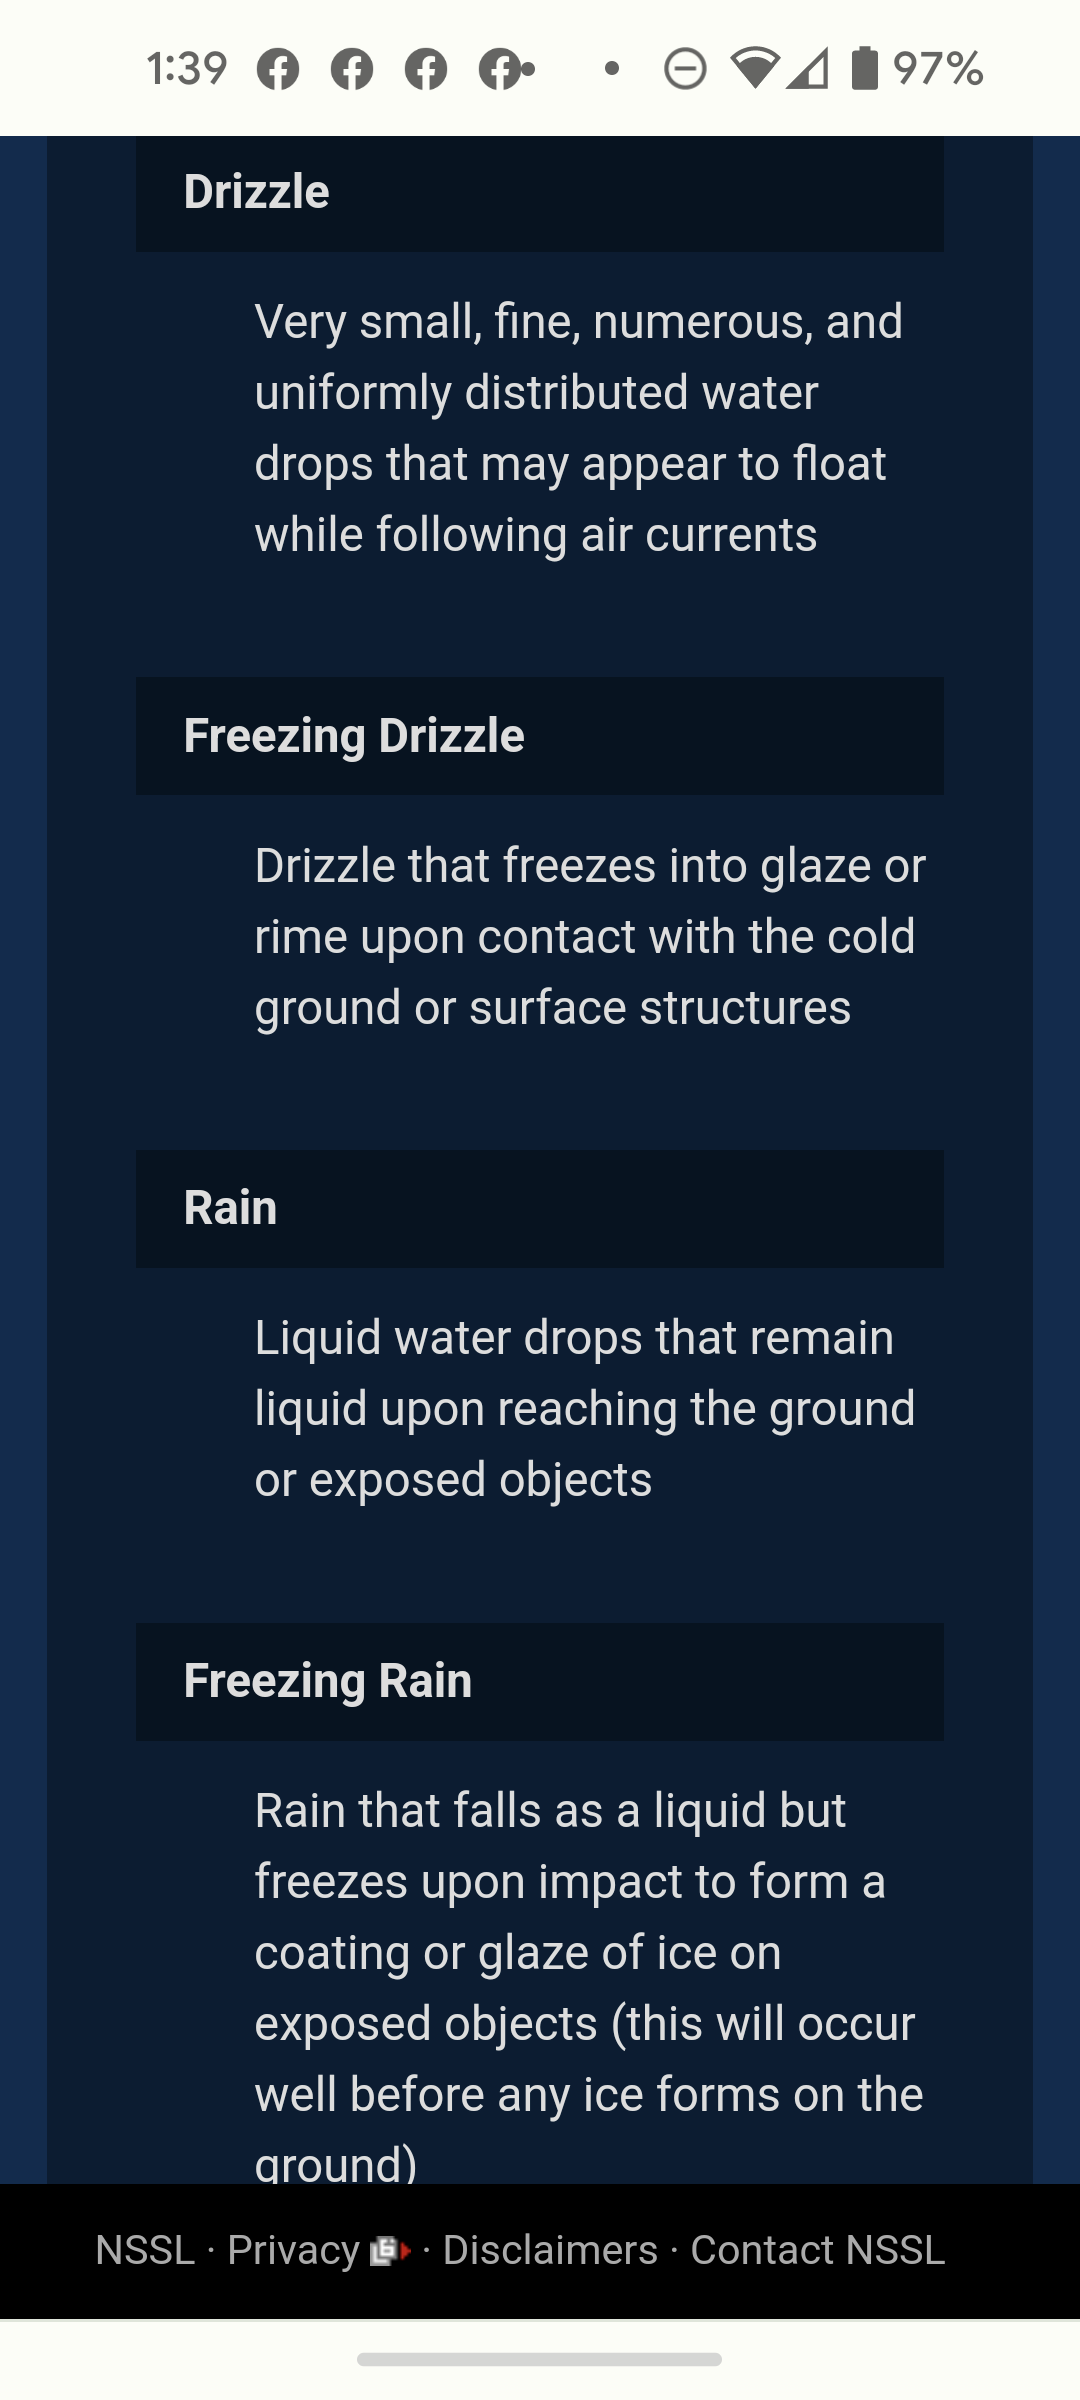 1:39 97%
Drizzle
Very small, fine, numerous, and
uniformly distributed water
drops that may appear to float
while following air currents
Freezing Drizzle
Drizzle that freezes into glaze or
rime upon contact with the cold
ground or surface structures
Rain
Liquid water drops that remain
liquid upon reaching the ground
or exposed objects
Freezing Rain
Rain that falls as a liquid but
freezes upon impact to form a
coating or glaze of ice on
exposed objects (this will occur
well before any ice forms on the
ground)
NSSL · Privacy · Disclaimers · Contact NSSL